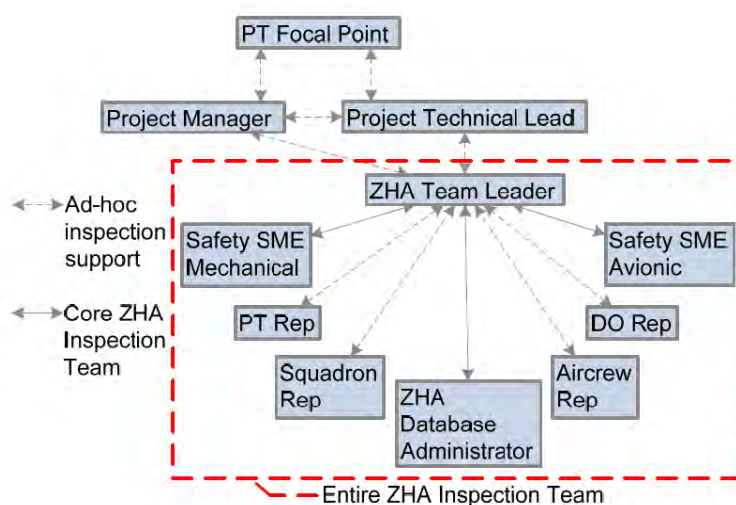 PT Focal Point
Project Manager
Project Technical Lead
ZHA Team Leader
Ad-hoc
inspection
support
Safety SME
Mechanical
Safety SME
Avionic
Core ZHA
Inspection
Team
PT Rep
DO Rep
Squadron
Rep
ZHA
Database
Administrator
Aircrew
Rep
Entire ZHA Inspection Team